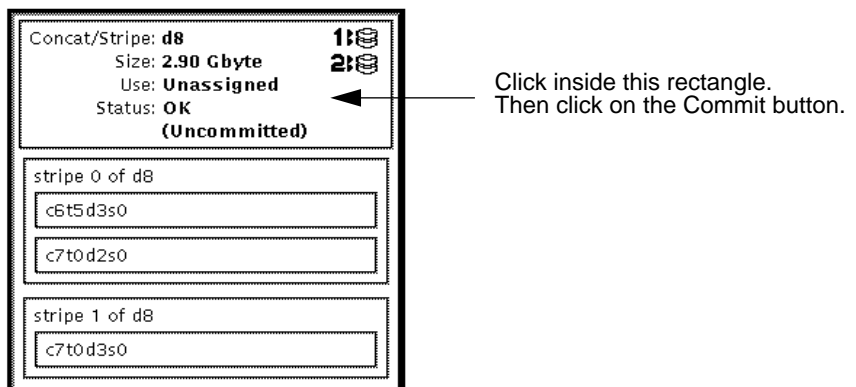 Concat/Stripe: d8
1
Size: 2.90 Gbyte
2
Use: Unassigned
Status: OK
(Uncommitted)
Click inside this rectangle.
Then click on the Commit button.
stripe 0 of d8
c6t5d3s0
c7t0d2s0
stripe 1 of d8
c7t0d3s0